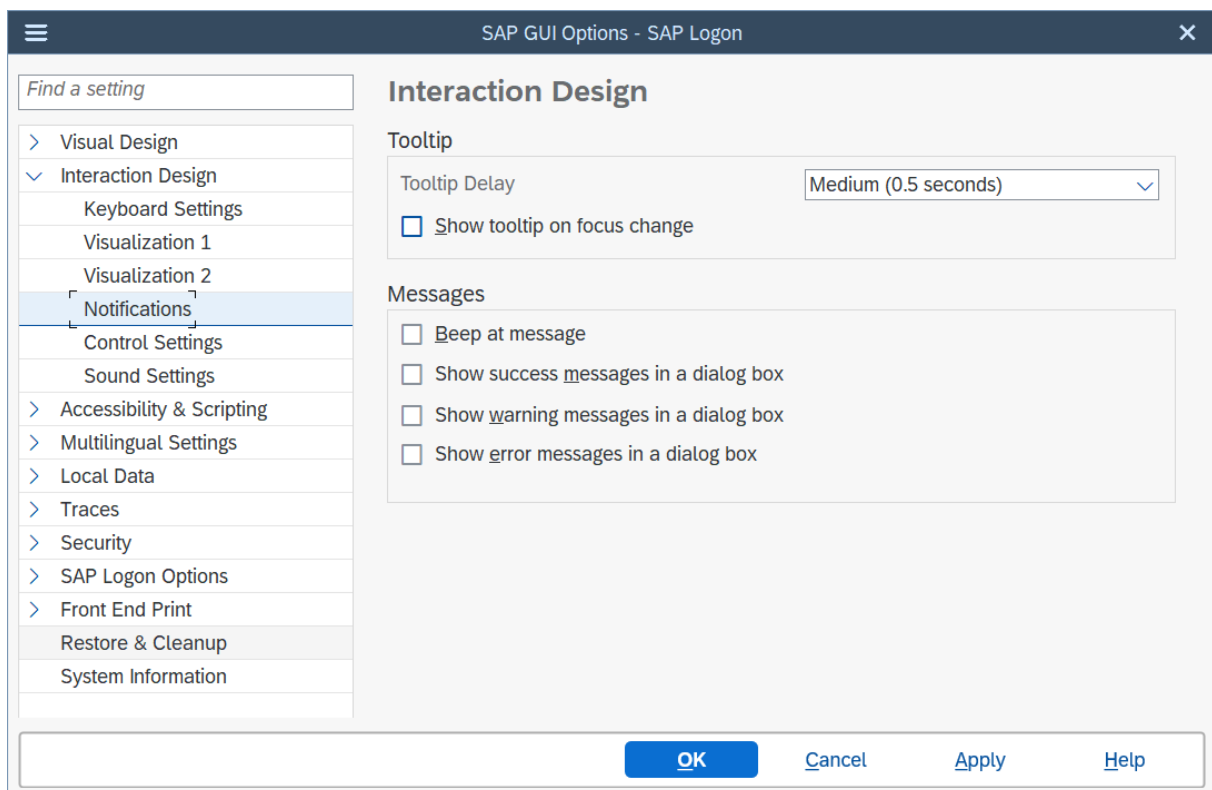 SAP GUI Options - SAP Logon
Find a setting
Visual Design
Interaction Design
Keyboard Settings
Visualization 1
Visualization 2
Notifications
Control Settings
Sound Settings
Accessibility & Scripting
Multilingual Settings
Local Data
Traces
Security
SAP Logon Options
Front End Print
Restore & Cleanup
System Information
Interaction Design
Tooltip
Tooltip Delay
Medium (0.5 seconds)
Show tooltip on focus change
Messages
Beep at message
Show success messages in a dialog box
Show warning messages in a dialog box
Show error messages in a dialog box
OK
Cancel
Apply
Help